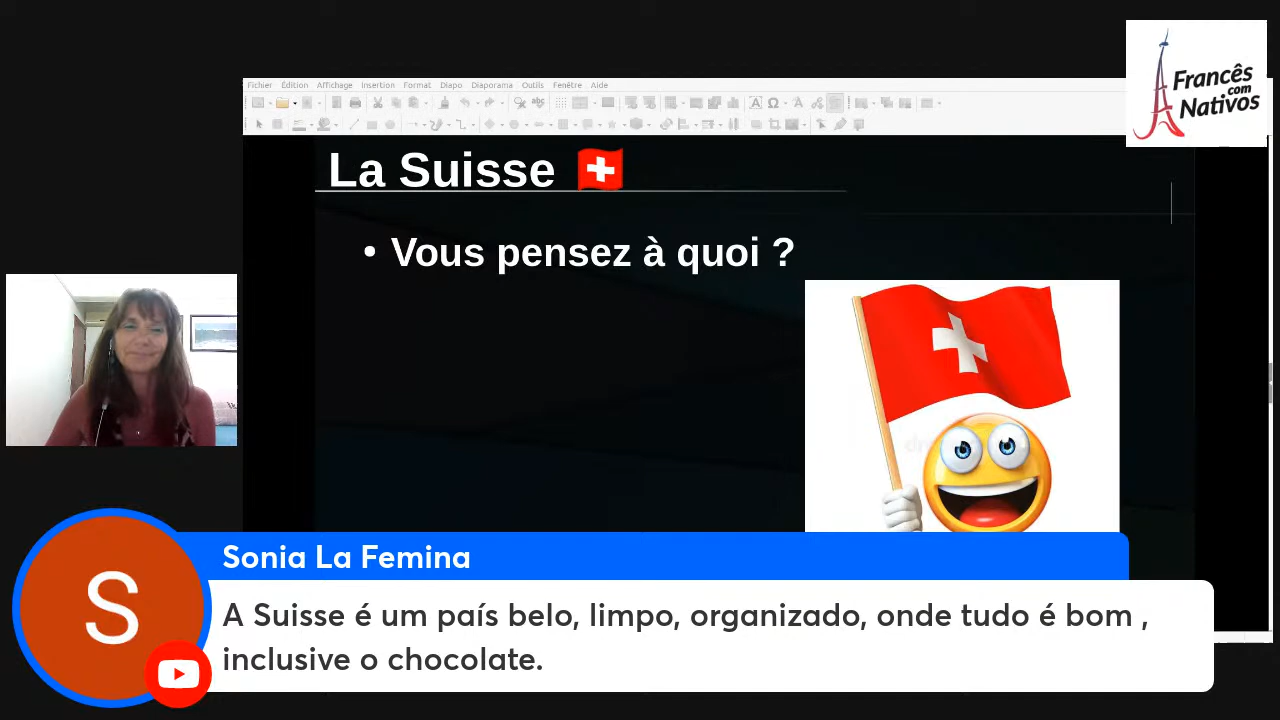 Francês
com
Nativos
Fichier Édition Affichage Insertion Format Diapo Diaporama Outils Fenêtre Aide
La Suisse
• Vous pensez à quoi ?
Sonia La Femina
S
A Suisse é um país belo, limpo, organizado, onde tudo é bom ,
inclusive o chocolate.